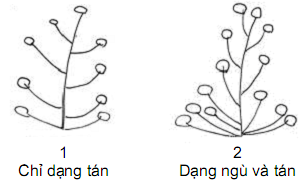 1
Chỉ dạng tán
2
Dạng ngù và tán